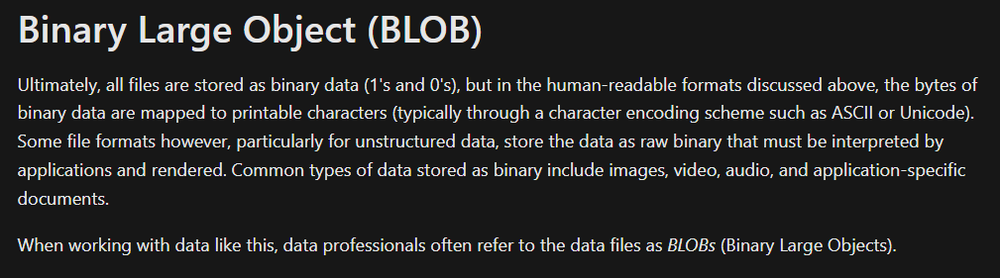 Binary Large Object (BLOB)
Ultimately, all files are stored as binary data (1's and 0's), but in the human-readable formats discussed above, the bytes of
binary data are mapped to printable characters (typically through a character encoding scheme such as ASCII or Unicode).
Some file formats however, particularly for unstructured data, store the data as raw binary that must be interpreted by
applications and rendered. Common types of data stored as binary include images, video, audio, and application-specific
documents.
When working with data like this, data professionals often refer to the data files as BLOBs (Binary Large Objects).